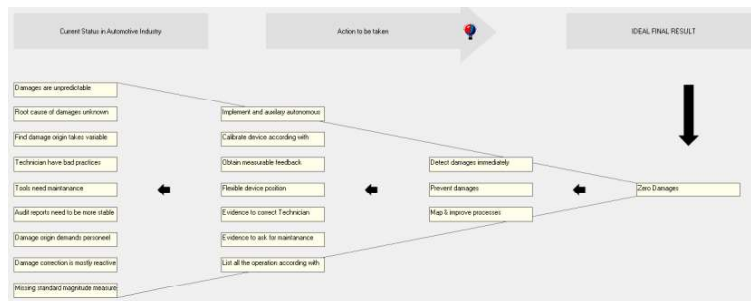 Current Status in Automotive Industry
Action to be taken
IDEAL FINAL RESULT
Damages are unpredictable
Root cause of damages unknown
Find damage origin takes variable
Technician have bad practices
Tools need maintanance
Audit reports need to be more stable
Damage origin demands personeel
Damage correction is mostly reactive
Missing standard magnitude measure
Implement and auxilary autonomous
Calibrate device according with
Obtain measurable feedback
Flexible device position
Evidence to correct Technician
Evidence to ask for maintanance
List all the operation according with
Detect damages immediately
Prevent damages
Map & improve processes
Zero Damages